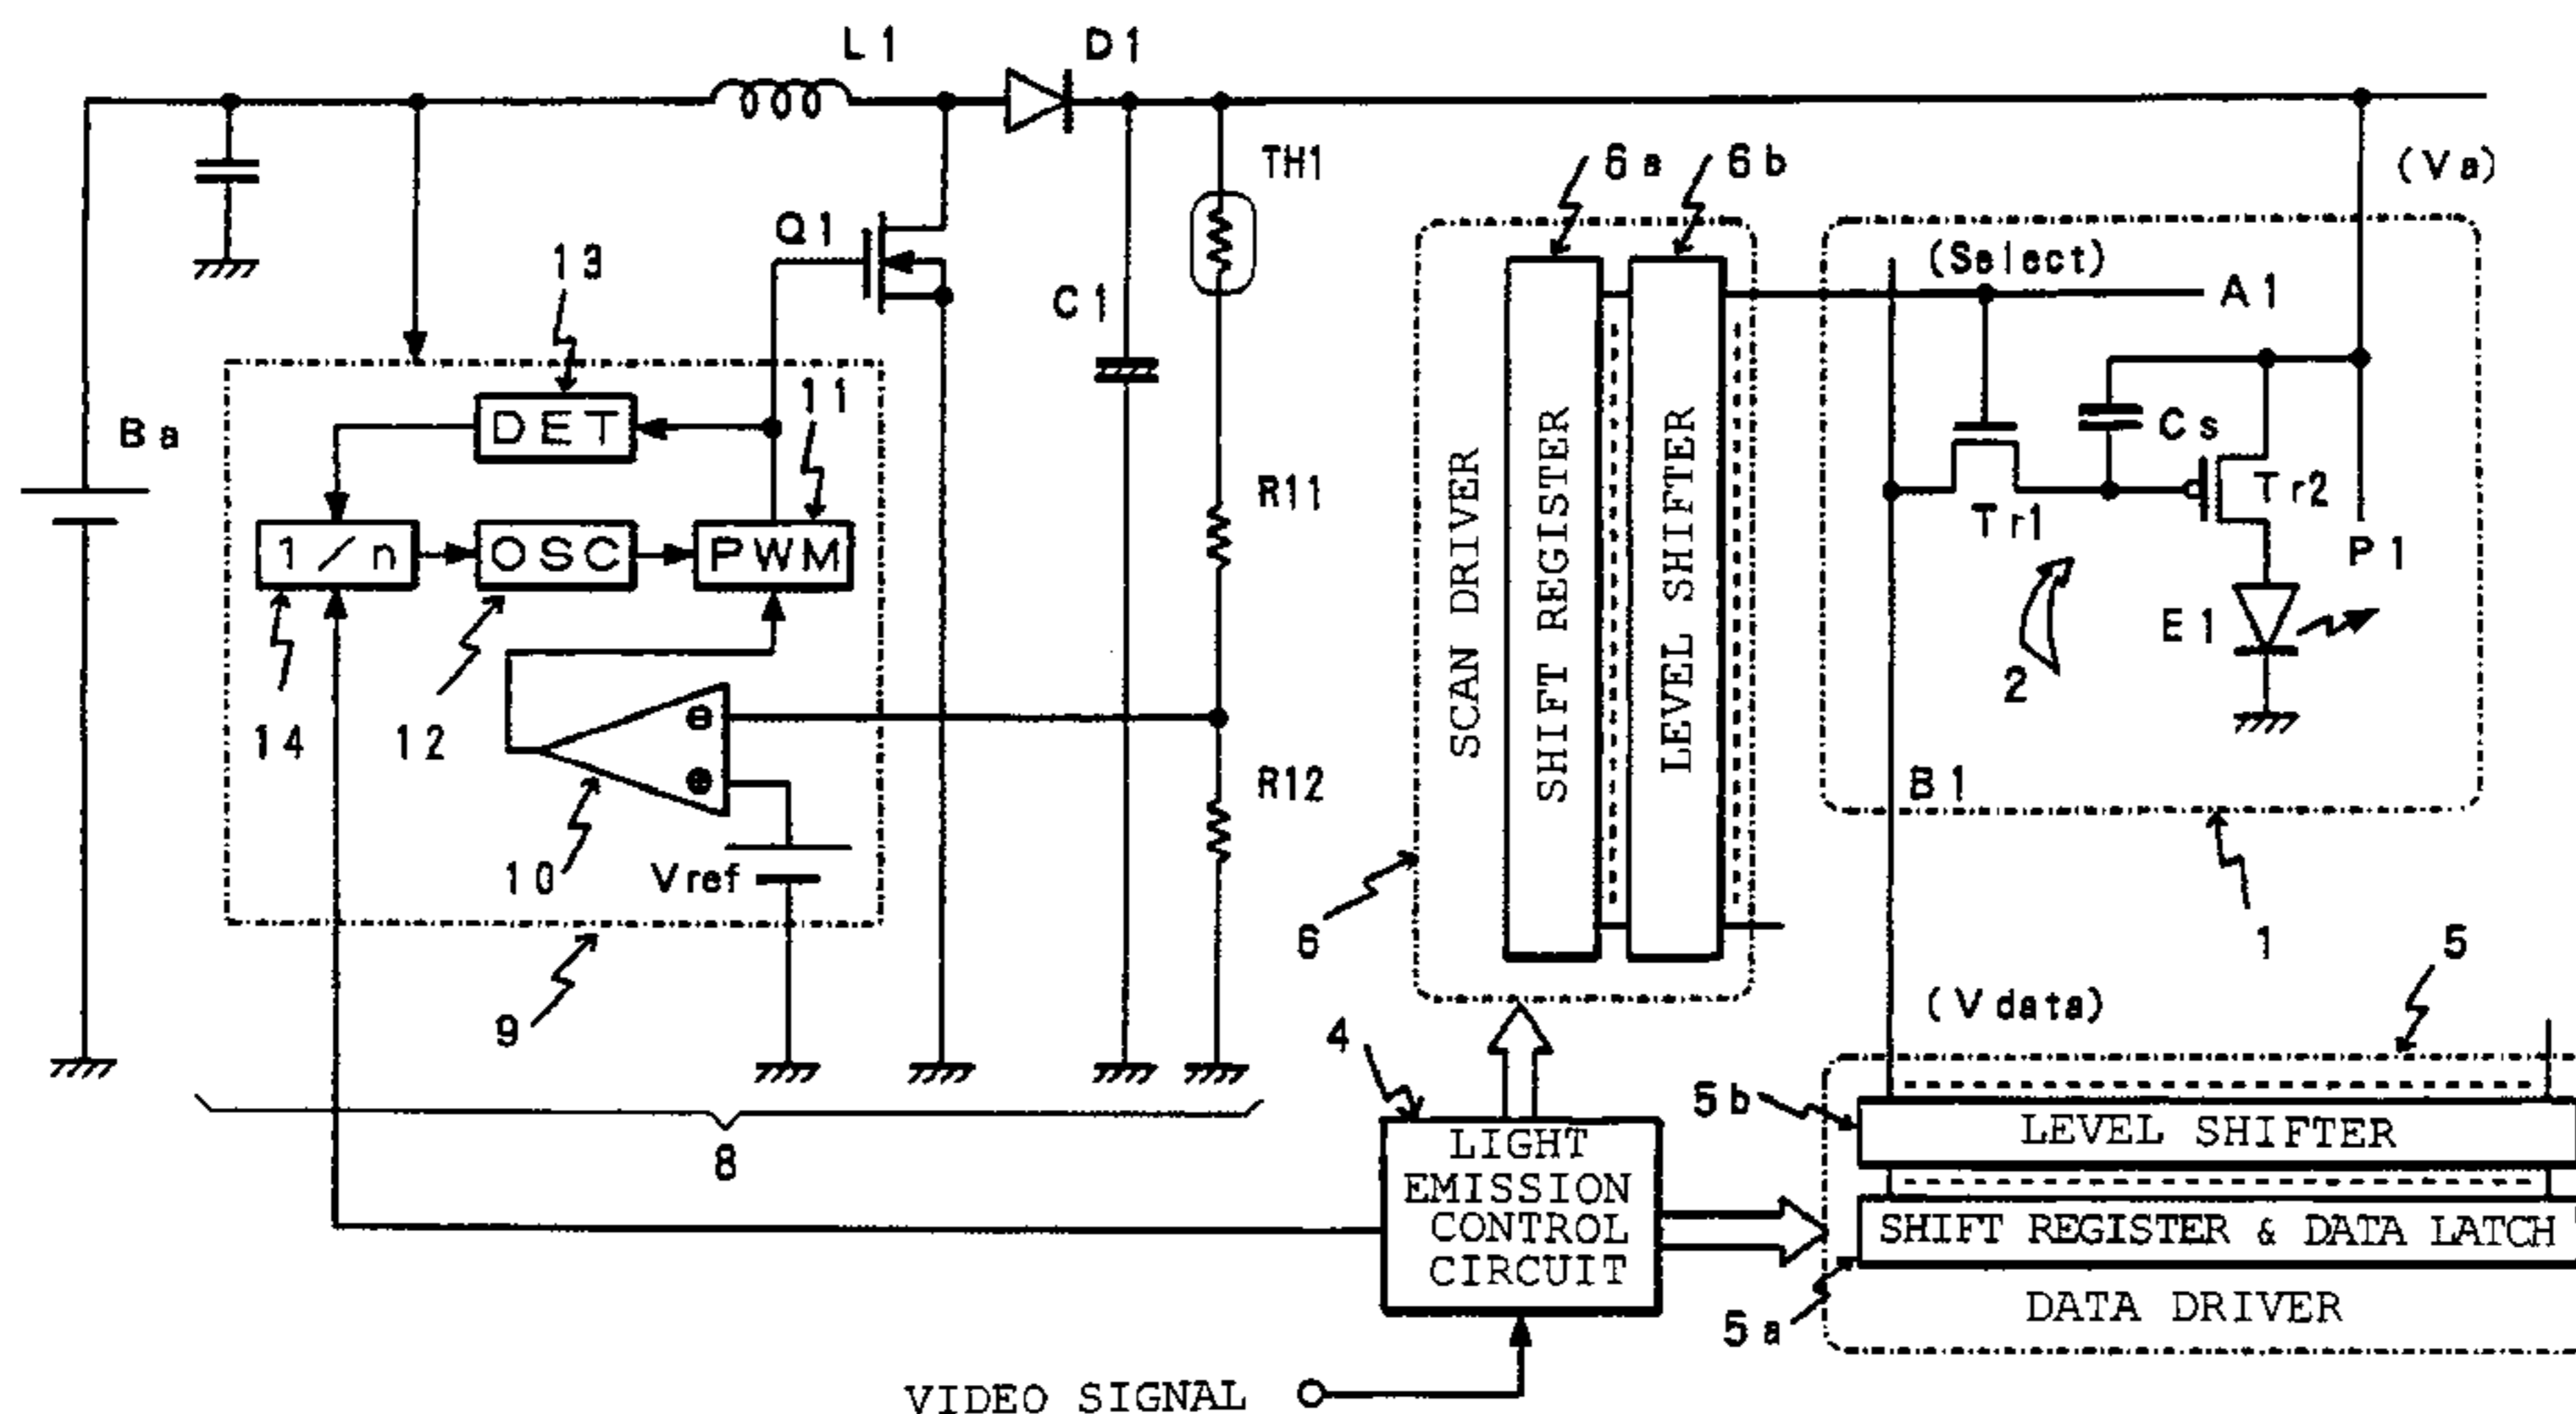 L1
D1
TH1
6a
6b
(Va)
Q1
13
(Select)
A1
C1
11
Ba
DET
Cs
R11
Tr2
Tr1
P1
1/n
OSC
PWM
SCAN DRIVER
SHIFT REGISTER
LEVEL SHIFTER
E1
2
14
12
R12
B1
10
Vref
6
1
5
9
(Vdata)
4
5b
LEVEL SHIFTER
8
LIGHT
EMISSION
CONTROL
CIRCUIT
SHIFT REGISTER & DATA LATCH
5a
DATA DRIVER
VIDEO SIGNAL